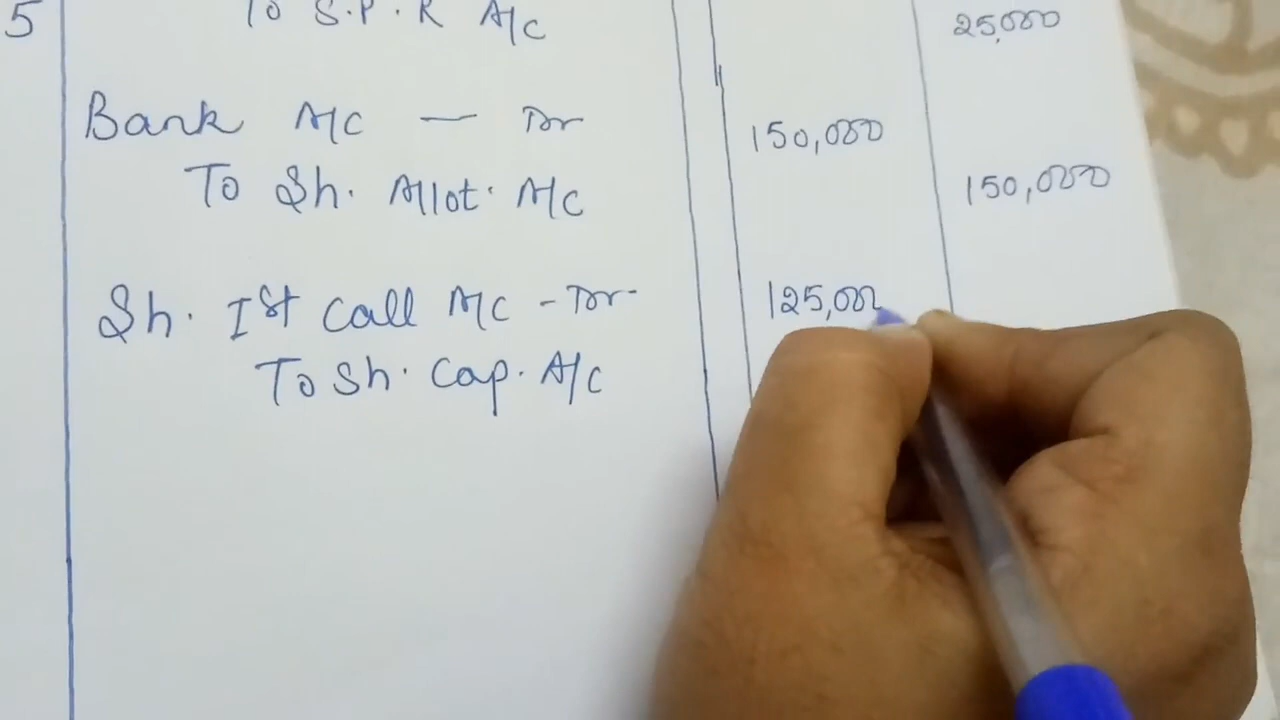 5 To S.P.R A/c 25,000
Bank A/c — Dr 150,000
To Sh. Allot. A/c 150,000
Sh. Ist Call A/c - Dr- 125,000
To Sh. Cap. A/c